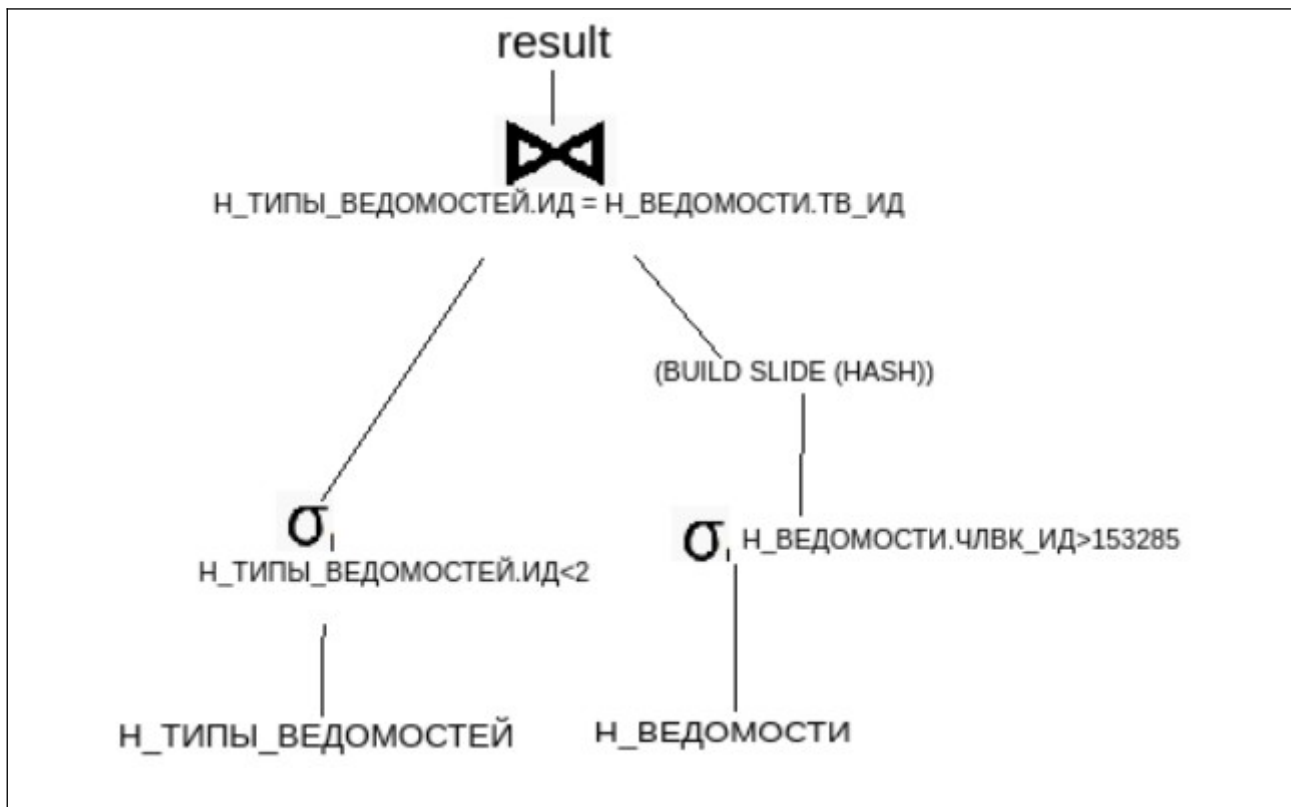 result
⋈
Н_ТИПЫ_ВЕДОМОСТЕЙ.ИД = Н_ВЕДОМОСТИ.ТВ_ИД
(BUILD SLIDE (HASH))
σ Н_ВЕДОМОСТИ.ЧЛВК_ИД>153285
σ
Н_ТИПЫ_ВЕДОМОСТЕЙ.ИД<2
Н_ТИПЫ_ВЕДОМОСТЕЙ
Н_ВЕДОМОСТИ